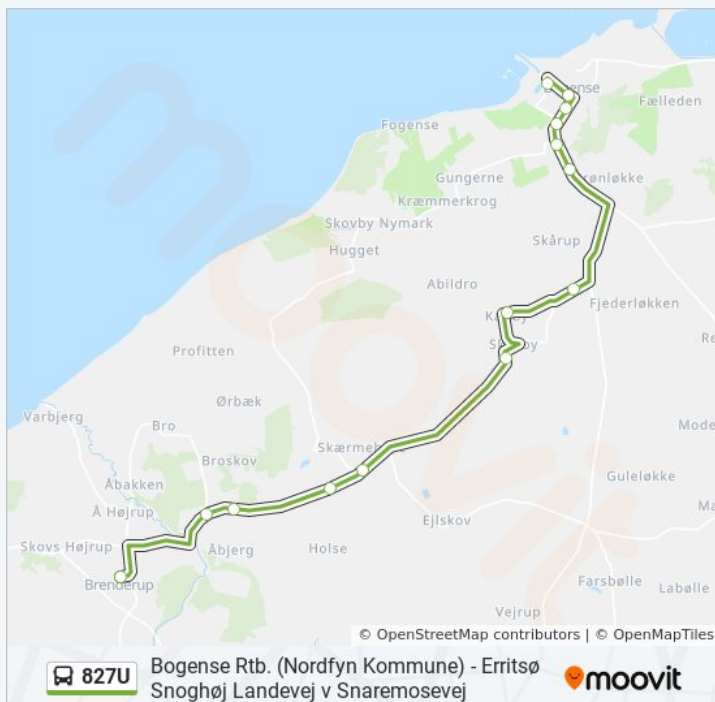 Bogense
Fælleden
Fogense
Gungerne
Kræmmerkrog
Skovby Nymark
Hugget
Skårup
Abildro
Fjederløkken
Profitten
Ørbæk
Varbjerg
Bro
Skærmeb
Broskov
Åbakken
Å Højrup
Guleløkke
Ejlskov
Skovs Højrup
Åbjerg
Holse
Brenderup
Farsbølle
Labølle
Vejrup
© OpenStreetMap contributors | © OpenMapTiles
827U
Bogense Rtb. (Nordfyn Kommune) - Erritsø
Snoghøj Landevej v Snaremosevej
moovit